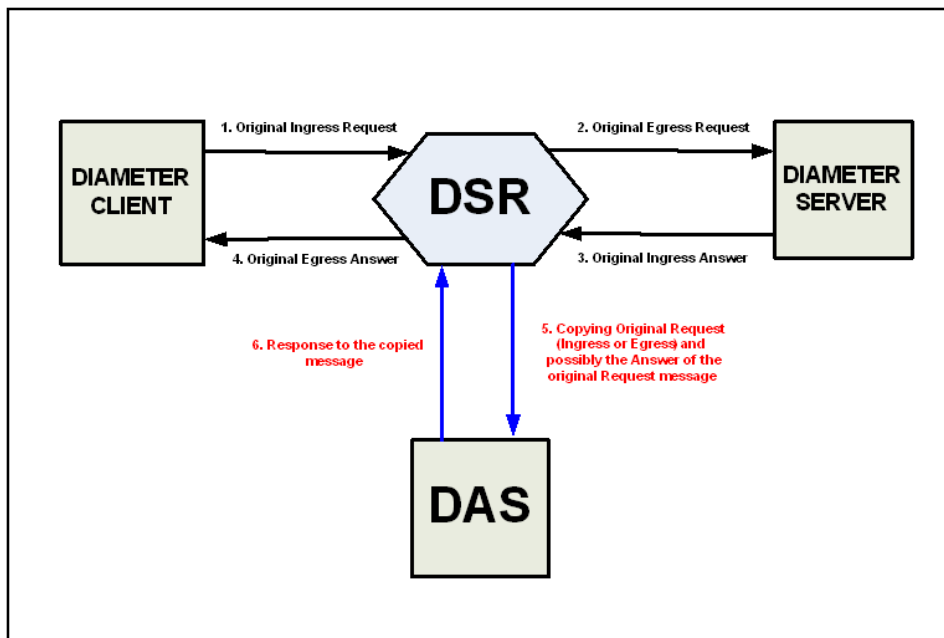 1. Original Ingress Request
2. Original Egress Request
DIAMETER
CLIENT
DSR
DIAMETER
SERVER
4. Original Egress Answer
3. Original Ingress Answer
6. Response to the copied
message
5. Copying Original Request
(Ingress or Egress) and
possibly the Answer of the
original Request message
DAS